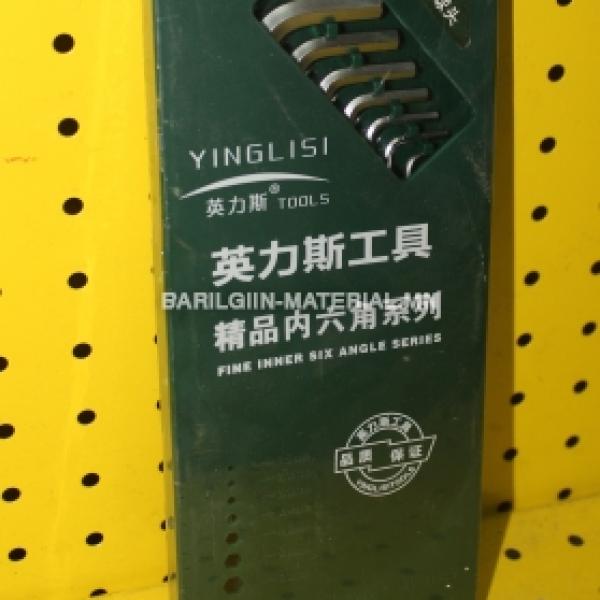 YINGLISI
英力斯® TOOLS
英力斯工具
BARILGIIN-MATERIAL.MN
精品内六角系列
FINE INNER SIX ANGLE SERIES
英力斯工具
品质 保证
YINGLISITOOLS